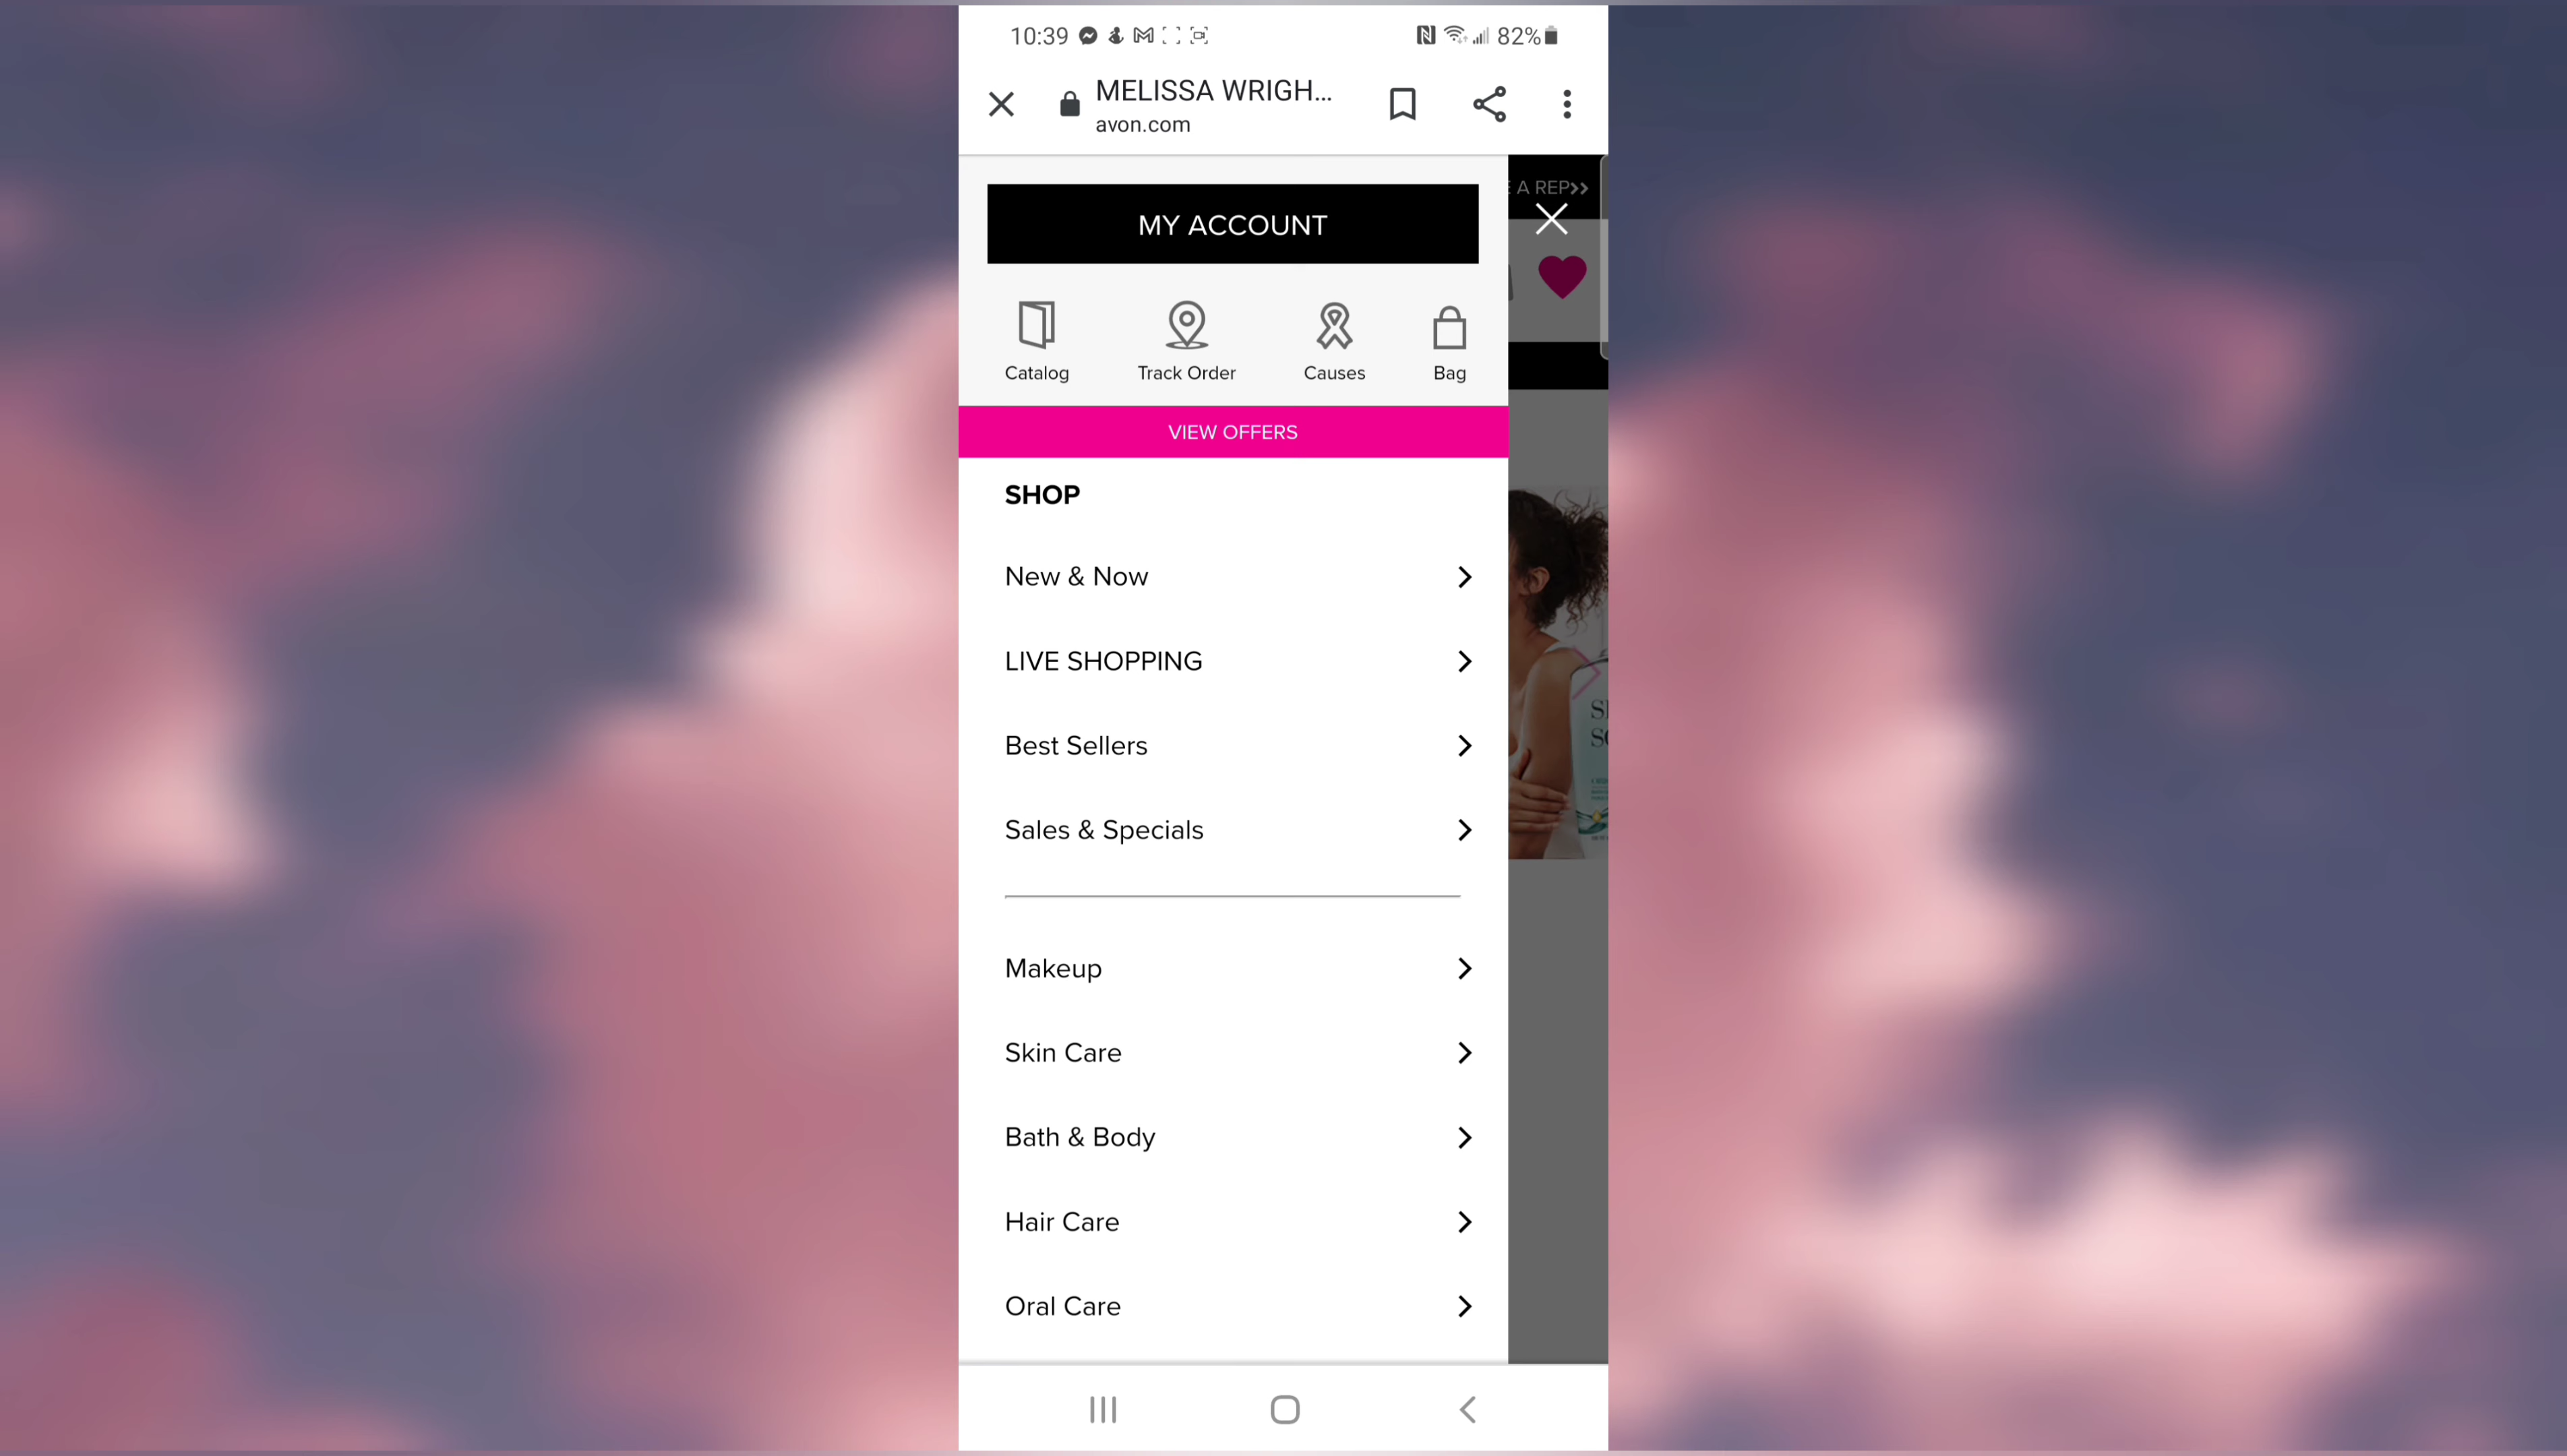 10:39
82%
MELISSA WRIGH...
avon.com
A REP>>
MY ACCOUNT
Catalog
Track Order
Causes
Bag
VIEW OFFERS
SHOP
New & Now
LIVE SHOPPING
Best Sellers
Sales & Specials
Makeup
Skin Care
Bath & Body
Hair Care
Oral Care